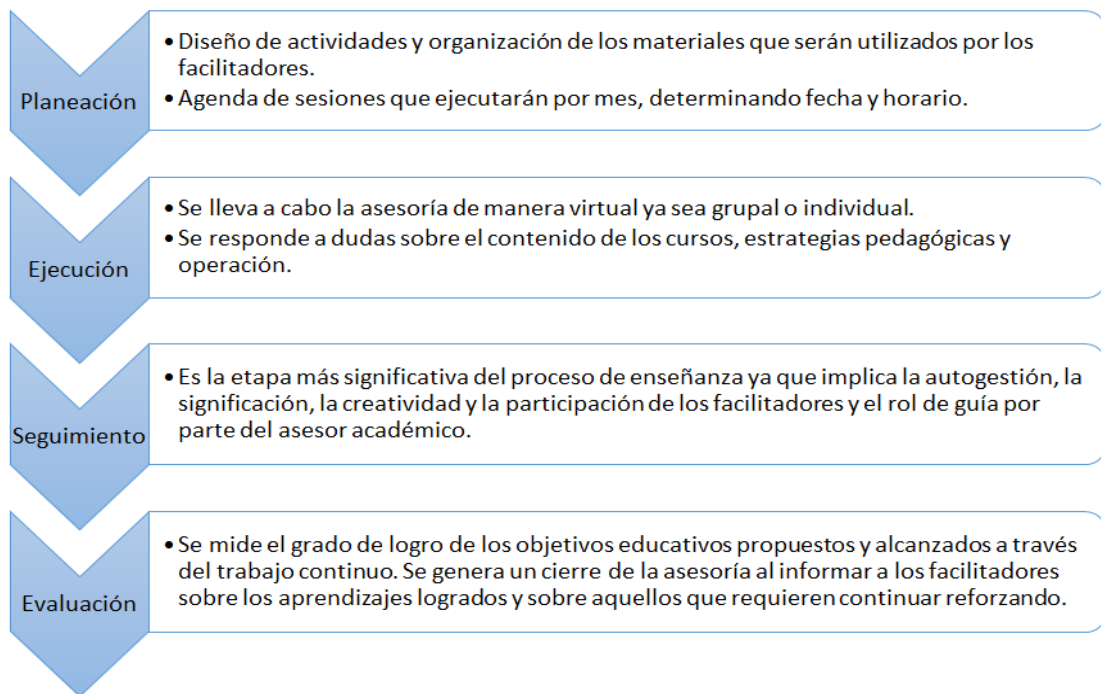 Planeación
• Diseño de actividades y organización de los materiales que serán utilizados por los
facilitadores.
• Agenda de sesiones que ejecutarán por mes, determinando fecha y horario.
Ejecución
• Se lleva a cabo la asesoría de manera virtual ya sea grupal o individual.
• Se responde a dudas sobre el contenido de los cursos, estrategias pedagógicas y
operación.
Seguimiento
• Es la etapa más significativa del proceso de enseñanza ya que implica la autogestión, la
significación, la creatividad y la participación de los facilitadores y el rol de guía por
parte del asesor académico.
Evaluación
• Se mide el grado de logro de los objetivos educativos propuestos y alcanzados a través
del trabajo continuo. Se genera un cierre de la asesoría al informar a los facilitadores
sobre los aprendizajes logrados y sobre aquellos que requieren continuar reforzando.